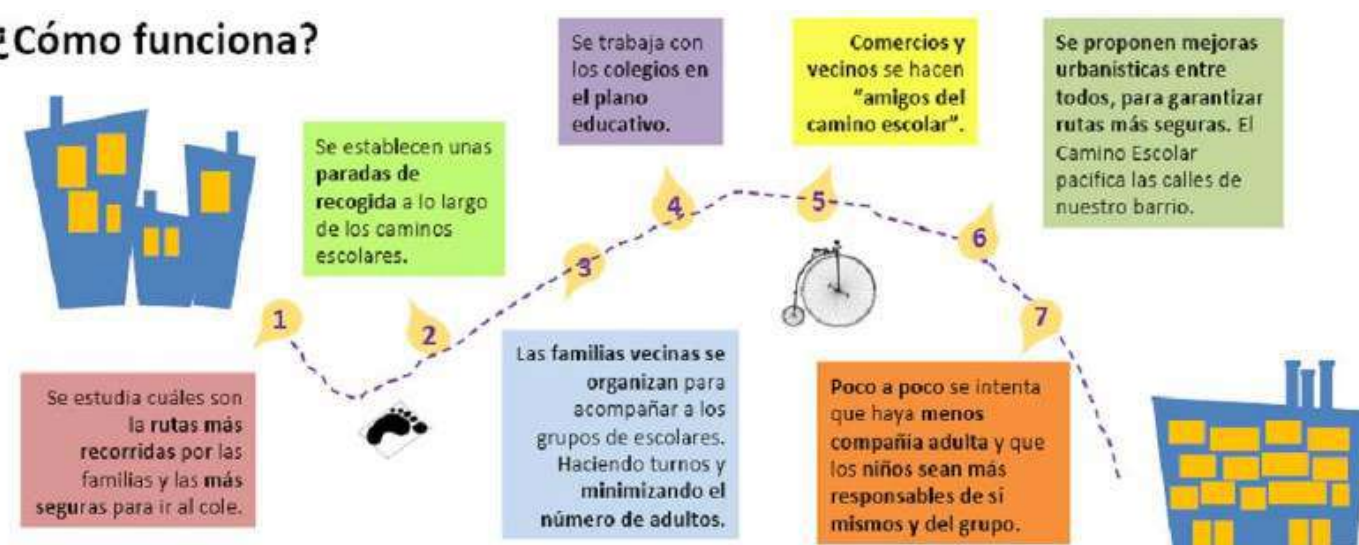 ¿Cómo funciona?
1
Se estudia cuáles son
la rutas más
recorridas por las
familias y las más
seguras para ir al cole.
2
Se establecen unas
paradas de
recogida a lo largo
de los caminos
escolares.
3
Las familias vecinas se
organizan para
acompañar a los
grupos de escolares.
Haciendo turnos y
minimizando el
número de adultos.
4
Se trabaja con
los colegios en
el plano
educativo.
5
Comercios y
vecinos se hacen
"amigos del
camino escolar".
6
Poco a poco se intenta
que haya menos
compañía adulta y que
los niños sean más
responsables de sí
mismos y del grupo.
7
Se proponen mejoras
urbanísticas entre
todos, para garantizar
rutas más seguras. El
Camino Escolar
pacifica las calles de
nuestro barrio.